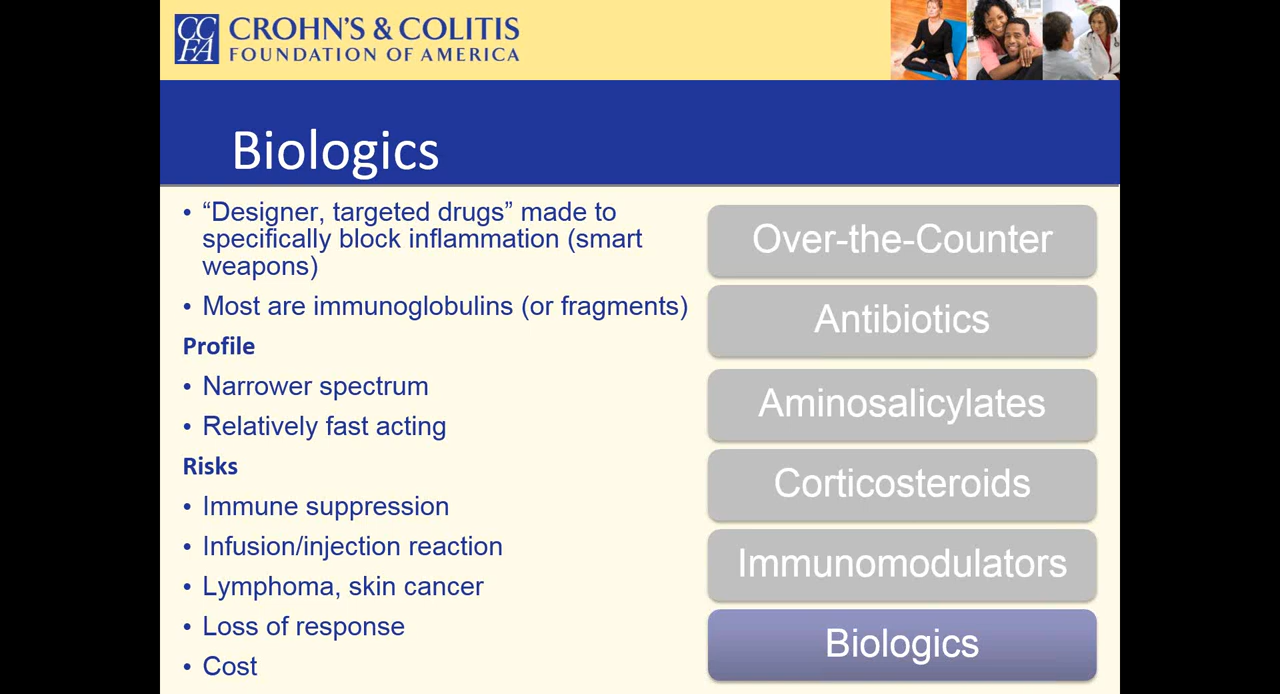 CCFA
CROHN'S & COLITIS
FOUNDATION OF AMERICA
Biologics
• “Designer, targeted drugs” made to
specifically block inflammation (smart
weapons)
• Most are immunoglobulins (or fragments)
Profile
• Narrower spectrum
• Relatively fast acting
Risks
• Immune suppression
• Infusion/injection reaction
• Lymphoma, skin cancer
• Loss of response
• Cost
Over-the-Counter
Antibiotics
Aminosalicylates
Corticosteroids
Immunomodulators
Biologics